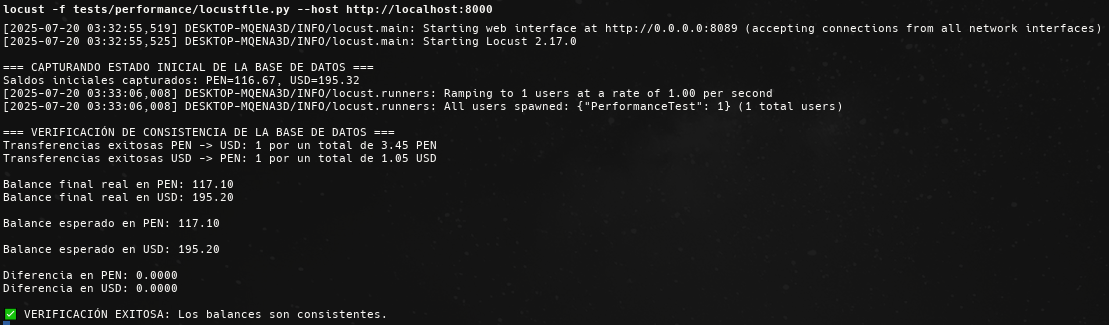 locust -f tests/performance/locustfile.py --host http://localhost:8000
[2025-07-20 03:32:55,519] DESKTOP-MQENA3D/INFO/locust.main: Starting web interface at http://0.0.0.0:8089 (accepting connections from all network interfaces)
[2025-07-20 03:32:55,525] DESKTOP-MQENA3D/INFO/locust.main: Starting Locust 2.17.0
=== CAPTURANDO ESTADO INICIAL DE LA BASE DE DATOS ===
Saldos iniciales capturados: PEN=116.67, USD=195.32
[2025-07-20 03:33:06,008] DESKTOP-MQENA3D/INFO/locust.runners: Ramping to 1 users at a rate of 1.00 per second
[2025-07-20 03:33:06,008] DESKTOP-MQENA3D/INFO/locust.runners: All users spawned: {"PerformanceTest": 1} (1 total users)
=== VERIFICACIÓN DE CONSISTENCIA DE LA BASE DE DATOS ===
Transferencias exitosas PEN -> USD: 1 por un total de 3.45 PEN
Transferencias exitosas USD -> PEN: 1 por un total de 1.05 USD
Balance final real en PEN: 117.10
Balance final real en USD: 195.20
Balance esperado en PEN: 117.10
Balance esperado en USD: 195.20
Diferencia en PEN: 0.0000
Diferencia en USD: 0.0000
✅ VERIFICACIÓN EXITOSA: Los balances son consistentes.